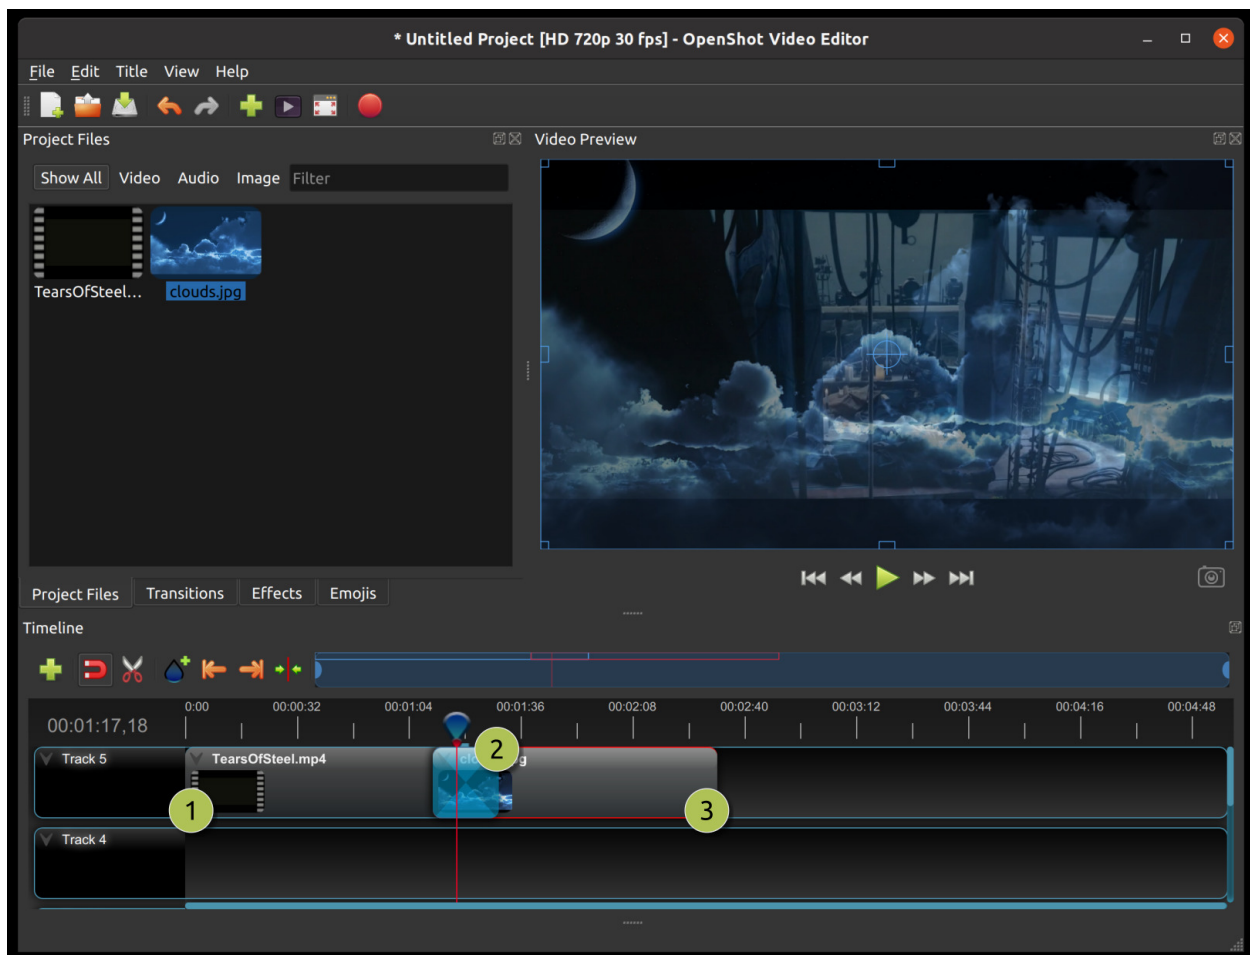 * Untitled Project [HD 720p 30 fps] - OpenShot Video Editor
File Edit Title View Help
Project Files
Video Preview
Show All Video Audio Image Filter
TearsOfSteel... clouds.jpg
Project Files Transitions Effects Emojis
Timeline
00:01:17,18
0:00 00:00:32 00:01:04 00:01:36 00:02:08 00:02:40 00:03:12 00:03:44 00:04:16 00:04:48
Track 5
TearsOfSteel.mp4
2
1
3
Track 4